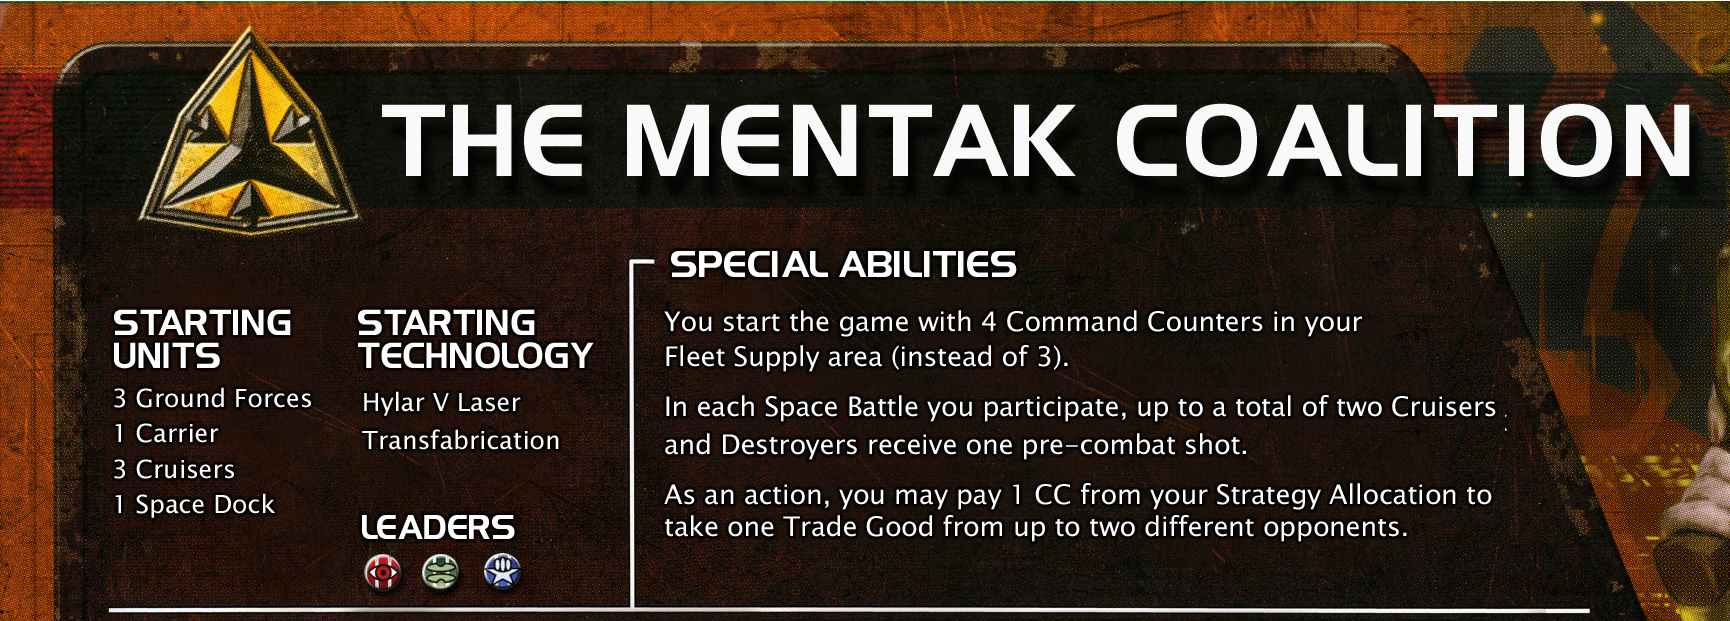 THE MENTAK COALITION
STARTING
UNITS
3 Ground Forces
1 Carrier
3 Cruisers
1 Space Dock
STARTING
TECHNOLOGY
Hylar V Laser
Transfabrication
LEADERS
SPECIAL ABILITIES
You start the game with 4 Command Counters in your
Fleet Supply area (instead of 3).
In each Space Battle you participate, up to a total of two Cruisers
and Destroyers receive one pre-combat shot.
As an action, you may pay 1 CC from your Strategy Allocation to
take one Trade Good from up to two different opponents.